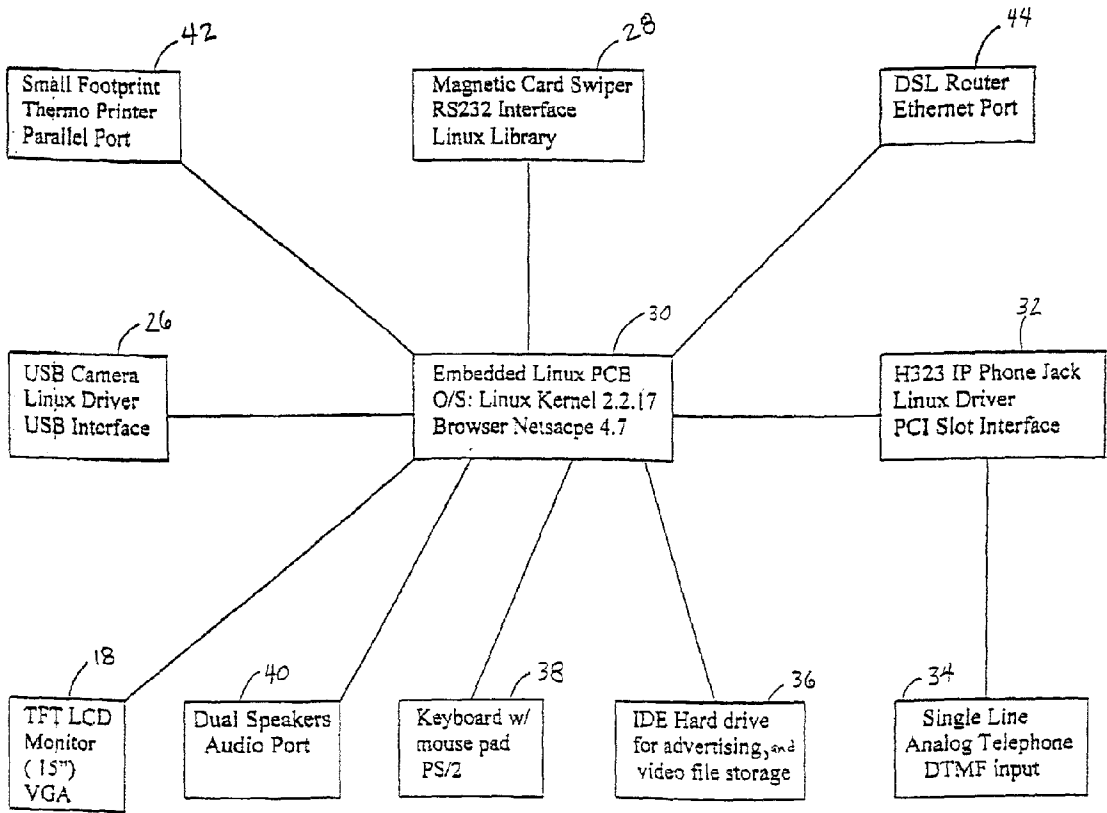 42
Small Footprint
Thermo Printer
Parallel Port
28
Magnetic Card Swiper
RS232 Interface
Linux Library
44
DSL Router
Ethernet Port
26
USB Camera
Linux Driver
USB Interface
30
Embedded Linux PCB
O/S: Linux Kernel 2.2.17
Browser Netsacpe 4.7
32
H323 IP Phone Jack
Linux Driver
PCI Slot Interface
18
TFT LCD
Monitor
( 15")
VGA
40
Dual Speakers
Audio Port
38
Keyboard w/
mouse pad
PS/2
36
IDE Hard drive
for advertising, and
video file storage
34
Single Line
Analog Telephone
DTMF input